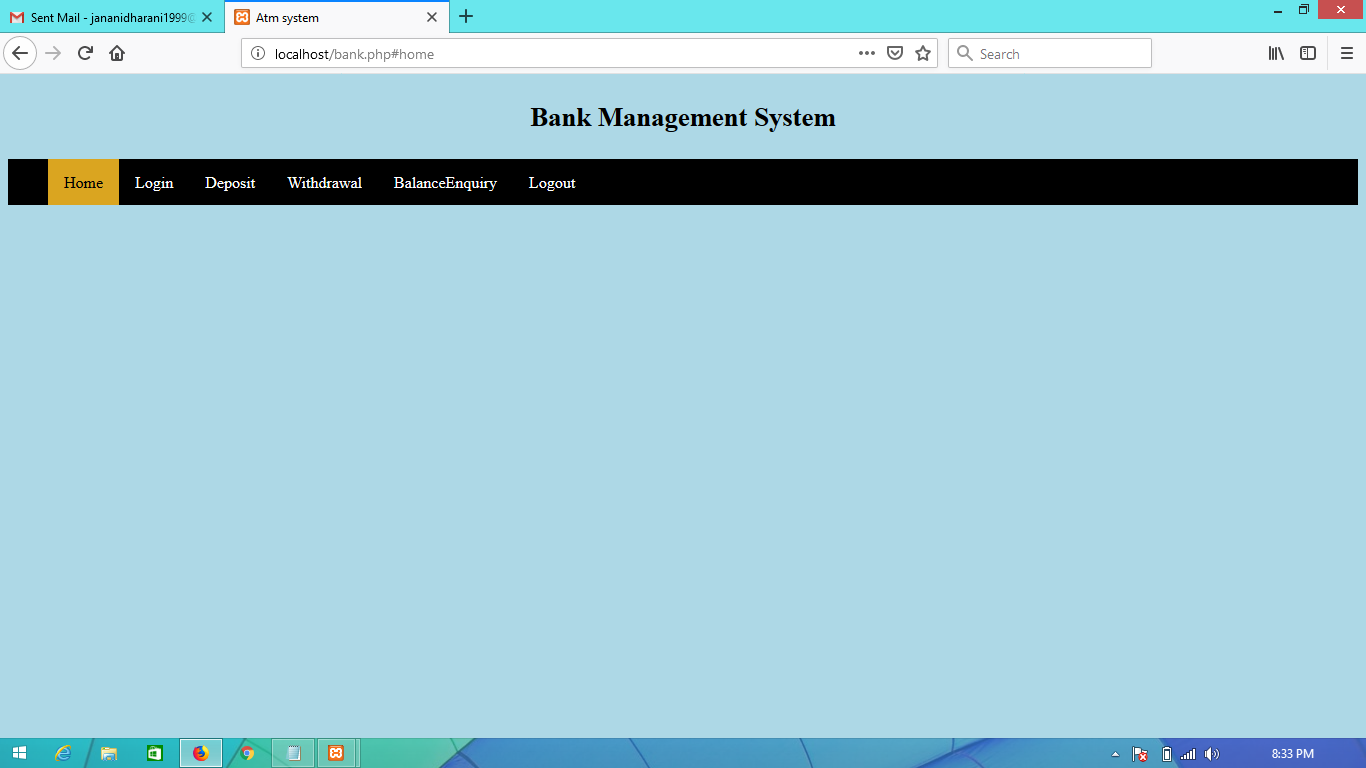 Sent Mail - jananidharani1999@
Atm system
localhost/bank.php#home
Search
Bank Management System
Home Login Deposit Withdrawal BalanceEnquiry Logout
8:33 PM